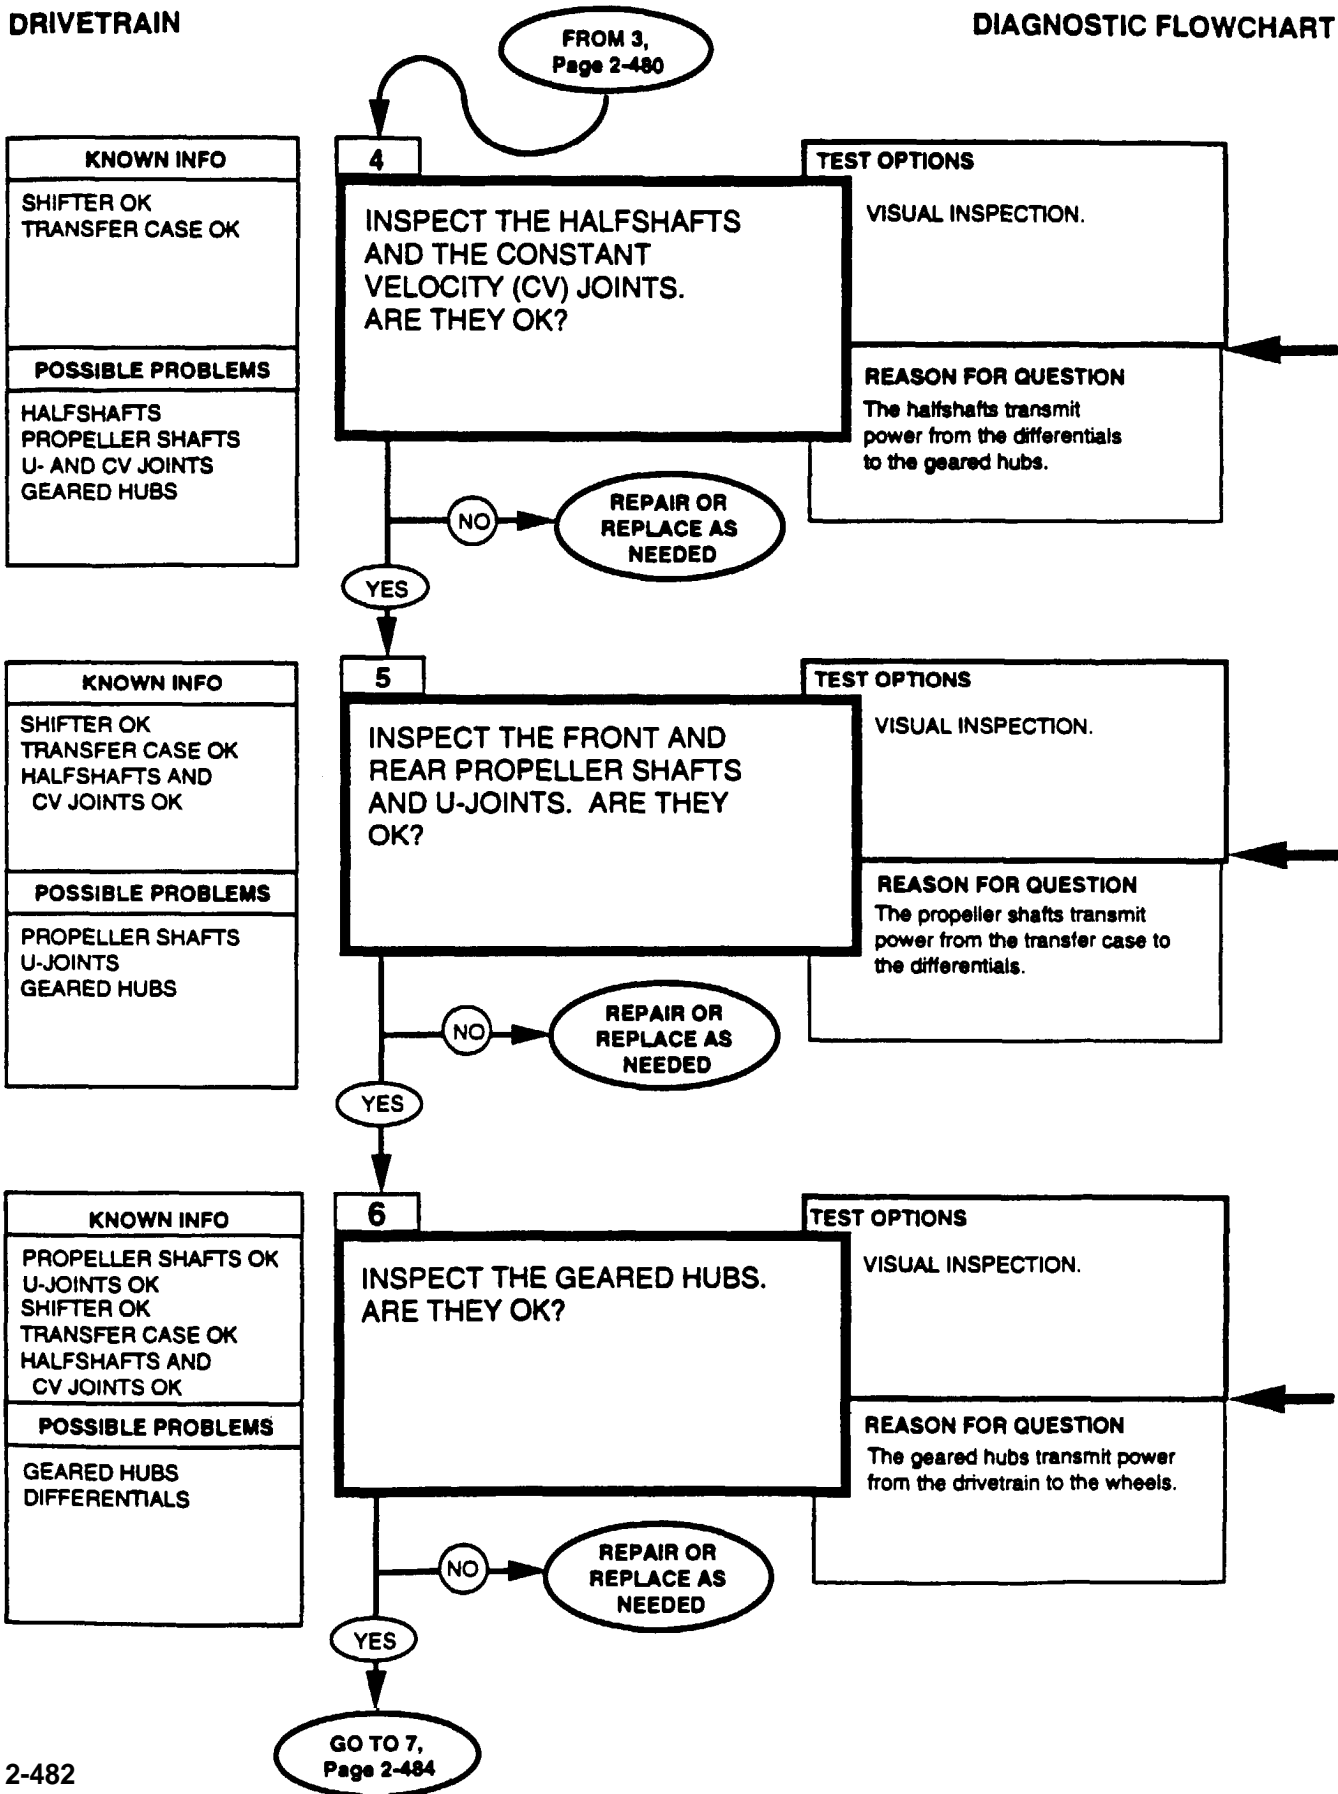 DRIVETRAIN
DIAGNOSTIC FLOWCHART
FROM 3,
Page 2-480
KNOWN INFO
SHIFTER OK
TRANSFER CASE OK
POSSIBLE PROBLEMS
HALFSHAFTS
PROPELLER SHAFTS
U- AND CV JOINTS
GEARED HUBS
4
INSPECT THE HALFSHAFTS
AND THE CONSTANT
VELOCITY (CV) JOINTS.
ARE THEY OK?
TEST OPTIONS
VISUAL INSPECTION.
REASON FOR QUESTION
The halfshafts transmit
power from the differentials
to the geared hubs.
NO
REPAIR OR
REPLACE AS
NEEDED
YES
KNOWN INFO
SHIFTER OK
TRANSFER CASE OK
HALFSHAFTS AND
CV JOINTS OK
POSSIBLE PROBLEMS
PROPELLER SHAFTS
U-JOINTS
GEARED HUBS
5
INSPECT THE FRONT AND
REAR PROPELLER SHAFTS
AND U-JOINTS. ARE THEY
OK?
TEST OPTIONS
VISUAL INSPECTION.
REASON FOR QUESTION
The propeller shafts transmit
power from the transfer case to
the differentials.
NO
REPAIR OR
REPLACE AS
NEEDED
YES
KNOWN INFO
PROPELLER SHAFTS OK
U-JOINTS OK
SHIFTER OK
TRANSFER CASE OK
HALFSHAFTS AND
CV JOINTS OK
POSSIBLE PROBLEMS
GEARED HUBS
DIFFERENTIALS
6
INSPECT THE GEARED HUBS.
ARE THEY OK?
TEST OPTIONS
VISUAL INSPECTION.
REASON FOR QUESTION
The geared hubs transmit power
from the drivetrain to the wheels.
NO
REPAIR OR
REPLACE AS
NEEDED
YES
GO TO 7,
Page 2-484
2-482